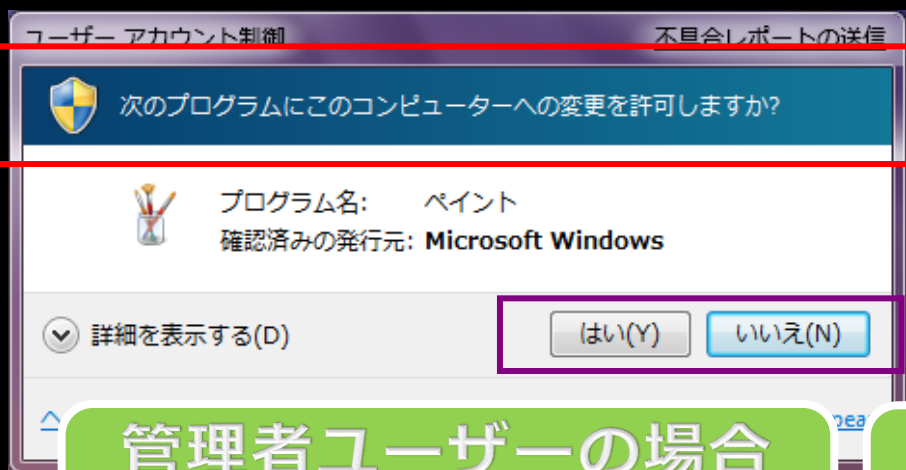 ユーザー アカウント制御
不具合レポートの送信
次のプログラムにこのコンピューターへの変更を許可しますか?
プログラム名: ペイント
確認済みの発行元: Microsoft Windows
詳細を表示する(D)
はい(Y)
いいえ(N)
管理者ユーザーの場合